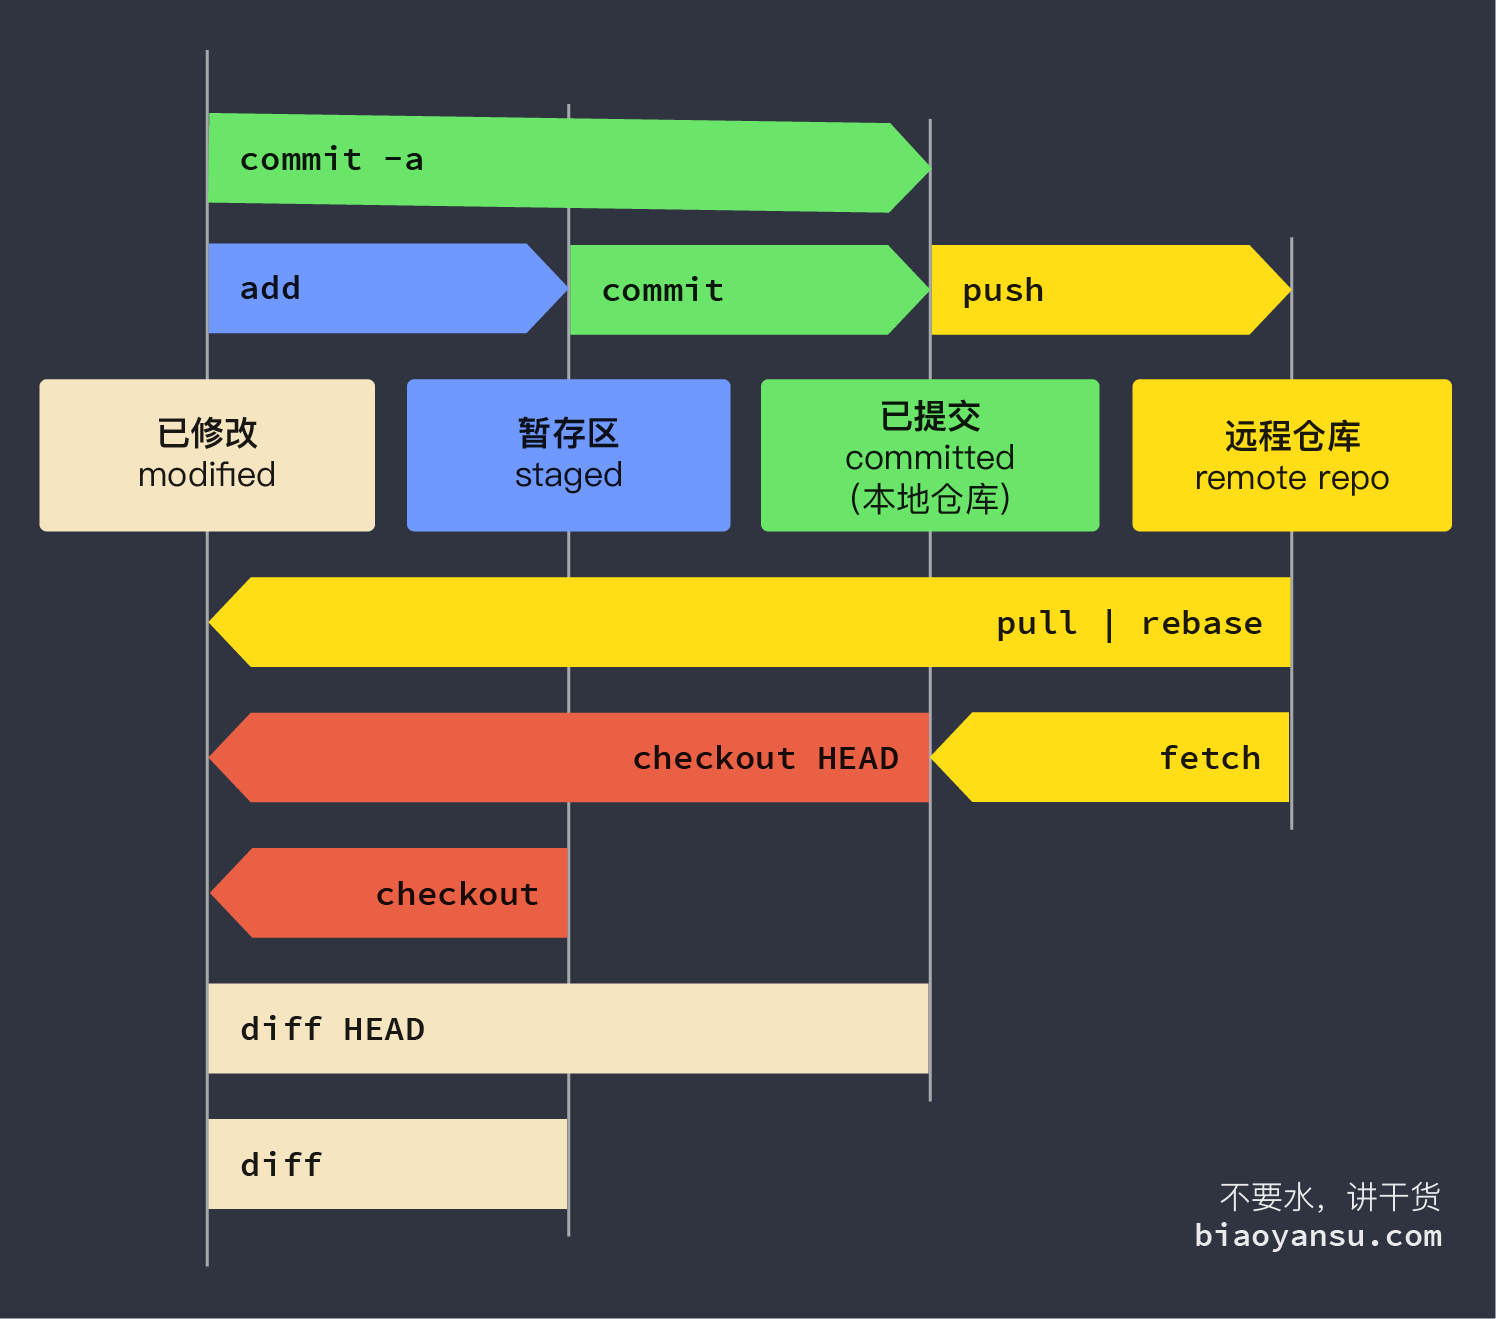 commit -a
add
commit
push
已修改
modified
暂存区
staged
已提交
committed
(本地仓库)
远程仓库
remote repo
pull | rebase
checkout HEAD
fetch
checkout
diff HEAD
diff
不要水，讲干货
biaoyansu.com